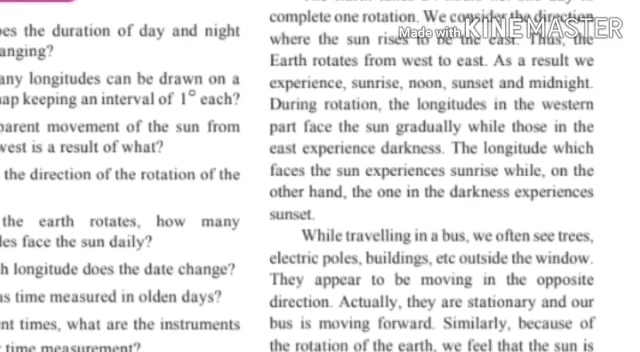 es the duration of day and night
anging?
any longitudes can be drawn on a
ap keeping an interval of 1° each?
parent movement of the sun from
west is a result of what?
the direction of the rotation of the
the earth rotates, how many
les face the sun daily?
h longitude does the date change?
as time measured in olden days?
nt times, what are the instruments
time measurement?
complete one rotation. We consider the direction
Made with KINEMASTER
where the sun rises to be the east. Thus, the
Earth rotates from west to east. As a result we
experience, sunrise, noon, sunset and midnight.
During rotation, the longitudes in the western
part face the sun gradually while those in the
east experience darkness. The longitude which
faces the sun experiences sunrise while, on the
other hand, the one in the darkness experiences
sunset.
While travelling in a bus, we often see trees,
electric poles, buildings, etc outside the window.
They appear to be moving in the opposite
direction. Actually, they are stationary and our
bus is moving forward. Similarly, because of
the rotation of the earth, we feel that the sun is